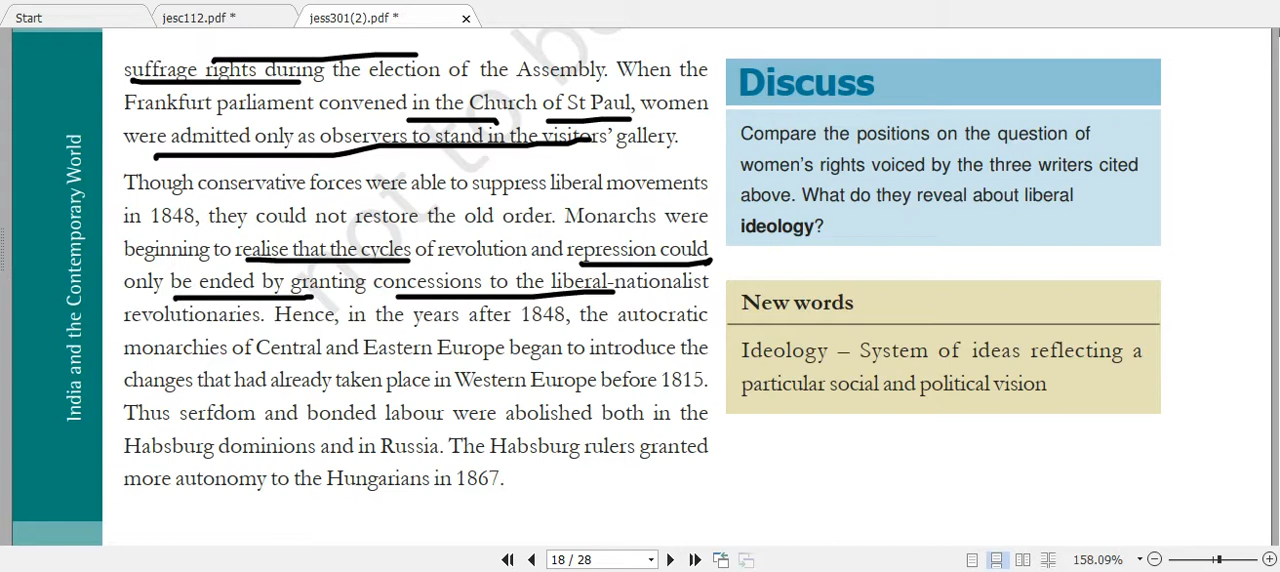 Start
jesc112.pdf *
jess301(2).pdf *
suffrage rights during the election of the Assembly. When the
Frankfurt parliament convened in the Church of St Paul, women
were admitted only as observers to stand in the visitors' gallery.
Though conservative forces were able to suppress liberal movements
in 1848, they could not restore the old order. Monarchs were
beginning to realise that the cycles of revolution and repression could
only be ended by granting concessions to the liberal-nationalist
revolutionaries. Hence, in the years after 1848, the autocratic
monarchies of Central and Eastern Europe began to introduce the
changes that had already taken place in Western Europe before 1815.
Thus serfdom and bonded labour were abolished both in the
Habsburg dominions and in Russia. The Habsburg rulers granted
more autonomy to the Hungarians in 1867.
Discuss
Compare the positions on the question of
women's rights voiced by the three writers cited
above. What do they reveal about liberal
ideology?
New words
Ideology – System of ideas reflecting a
particular social and political vision
India and the Contemporary World
not to be
18 / 28
158.09%